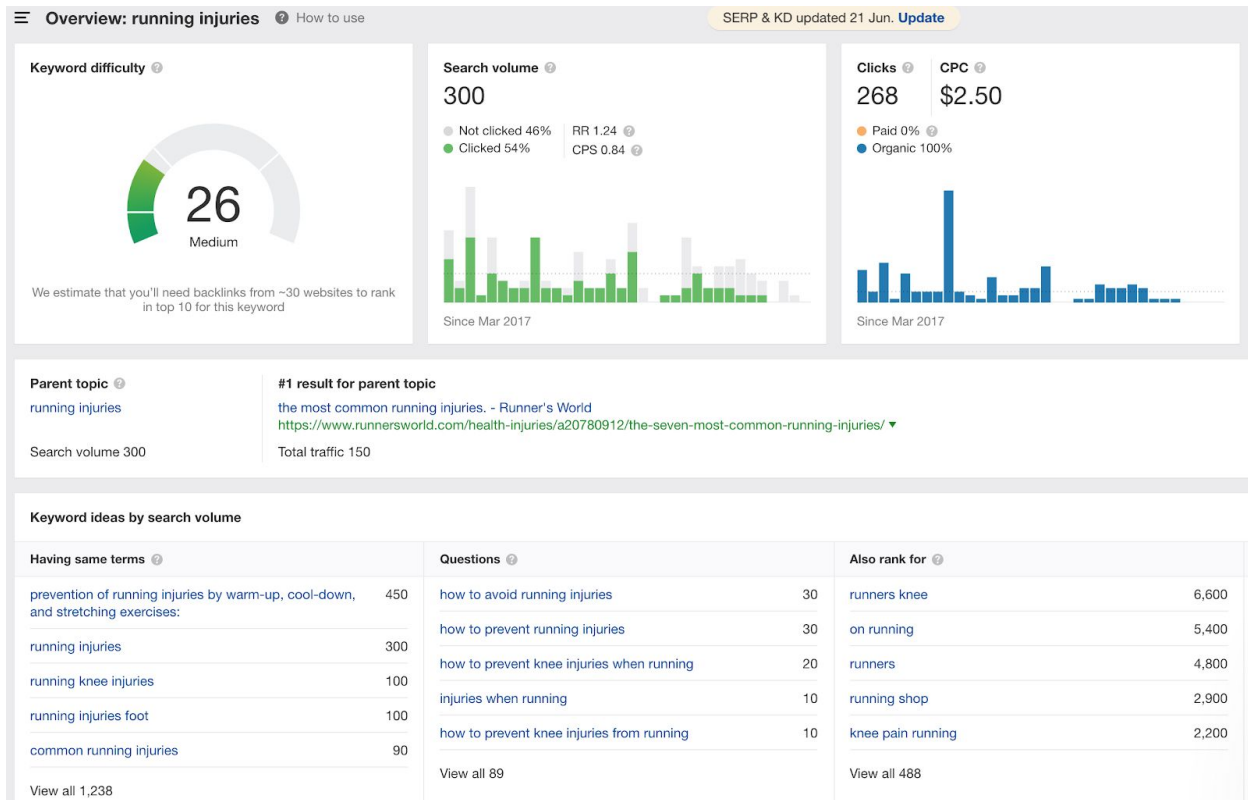 Overview: running injuries ? How to use
SERP & KD updated 21 Jun. Update
Keyword difficulty ?
26
Medium
We estimate that you'll need backlinks from ~30 websites to rank
in top 10 for this keyword
Search volume ?
300
Not clicked 46% RR 1.24 ?
Clicked 54% CPS 0.84 ?
Since Mar 2017
Clicks ? CPC ?
268 $2.50
Paid 0% ?
Organic 100%
Since Mar 2017
Parent topic ?
running injuries
Search volume 300
#1 result for parent topic
the most common running injuries. - Runner's World
https://www.runnersworld.com/health-injuries/a20780912/the-seven-most-common-running-injuries/
Total traffic 150
Keyword ideas by search volume
Having same terms ?
prevention of running injuries by warm-up, cool-down, 450
and stretching exercises:
running injuries 300
running knee injuries 100
running injuries foot 100
common running injuries 90
View all 1,238
Questions ?
how to avoid running injuries 30
how to prevent running injuries 30
how to prevent knee injuries when running 20
injuries when running 10
how to prevent knee injuries from running 10
View all 89
Also rank for ?
runners knee 6,600
on running 5,400
runners 4,800
running shop 2,900
knee pain running 2,200
View all 488